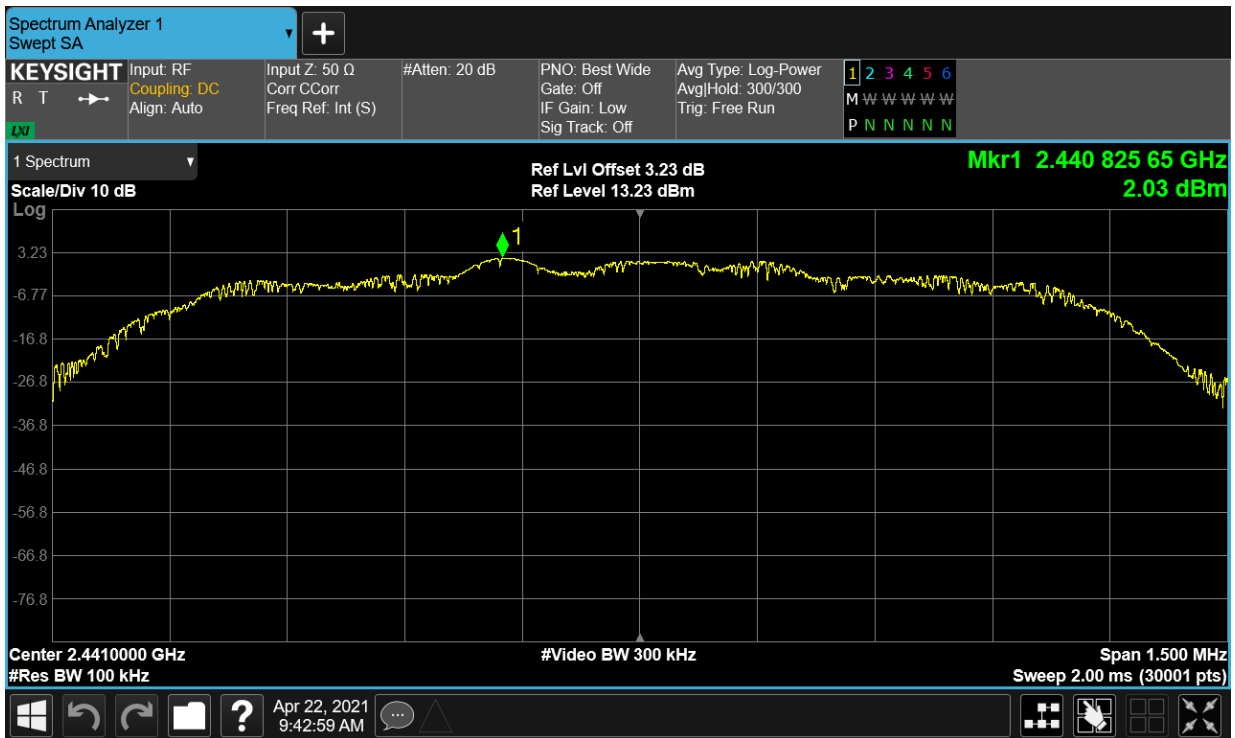 Spectrum Analyzer 1
Swept SA
KEYSIGHT
R T
LXI
Input: RF
Coupling: DC
Align: Auto
Input Z: 50 Ω
Corr CCorr
Freq Ref: Int (S)
#Atten: 20 dB
PNO: Best Wide
Gate: Off
IF Gain: Low
Sig Track: Off
Avg Type: Log-Power
Avg|Hold: 300/300
Trig: Free Run
1 2 3 4 5 6
M W W W W W
P N N N N N
1 Spectrum
Scale/Div 10 dB
Log
Ref Lvl Offset 3.23 dB
Ref Level 13.23 dBm
Mkr1 2.440 825 65 GHz
2.03 dBm
1
3.23
-6.77
-16.8
-26.8
-36.8
-46.8
-56.8
-66.8
-76.8
Center 2.4410000 GHz
#Res BW 100 kHz
#Video BW 300 kHz
Span 1.500 MHz
Sweep 2.00 ms (30001 pts)
?
Apr 22, 2021
9:42:59 AM